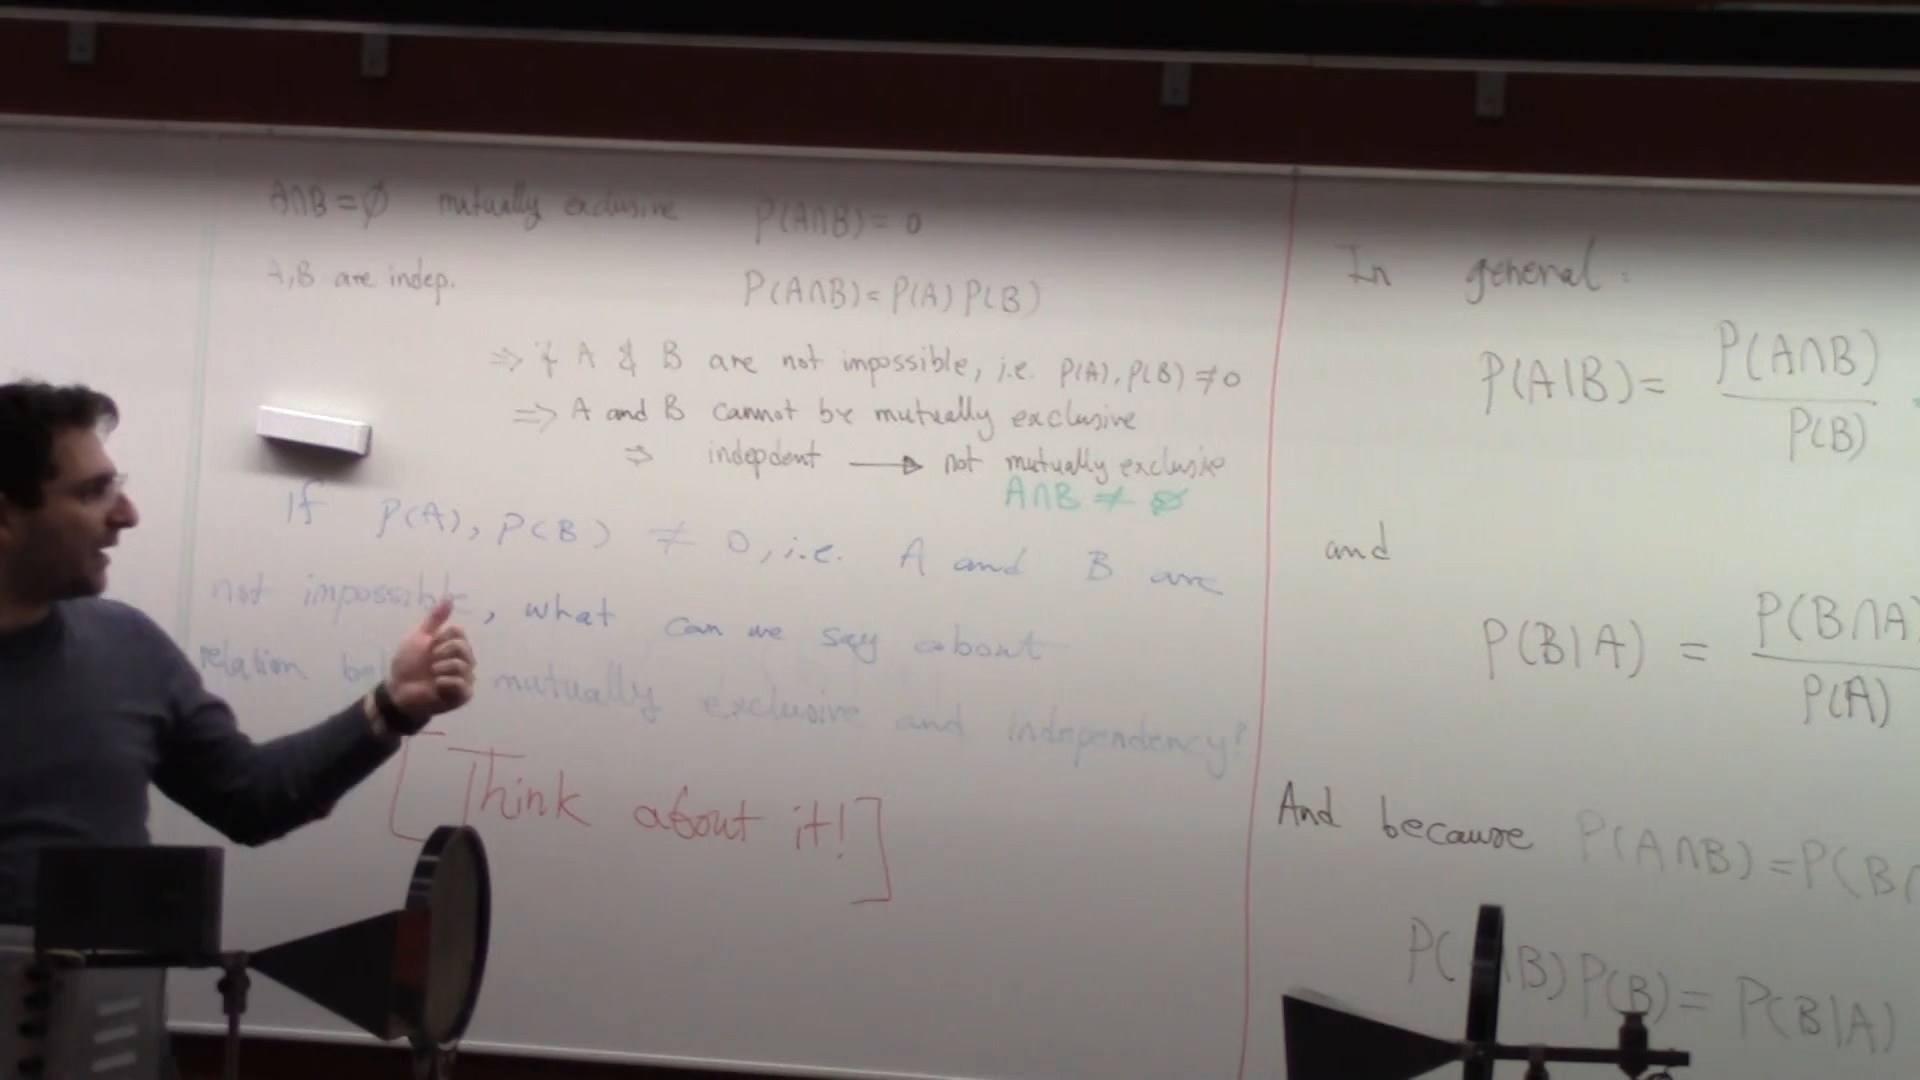 A∩B=∅ mutually exclusive P(A∩B)= 0
A,B are indep. P(A∩B)= P(A) P(B)
⇒ if A & B are not impossible, i.e. P(A), P(B) ≠ 0
⇒ A and B cannot be mutually exclusive
⇒ indepdent → not mutually exclusive
A∩B ≠ ∅
If P(A), P(B) ≠ 0, i.e. A and B are
not impossible, what can we say about
relation mutually exclusive and independency?
[Think about it!]
In general:
P(A|B)= P(A∩B)
P(B)
and
P(B|A) = P(B∩A)
P(A)
And because P(A∩B)=P(B∩
P( B)P(B)= P(B|A)